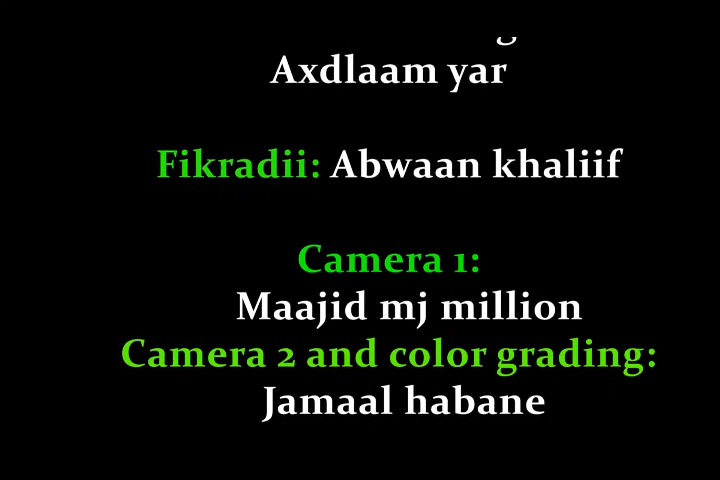 Axdlaam yar
Fikradii: Abwaan khaliif
Camera 1:
Maajid mj million
Camera 2 and color grading:
Jamaal habane